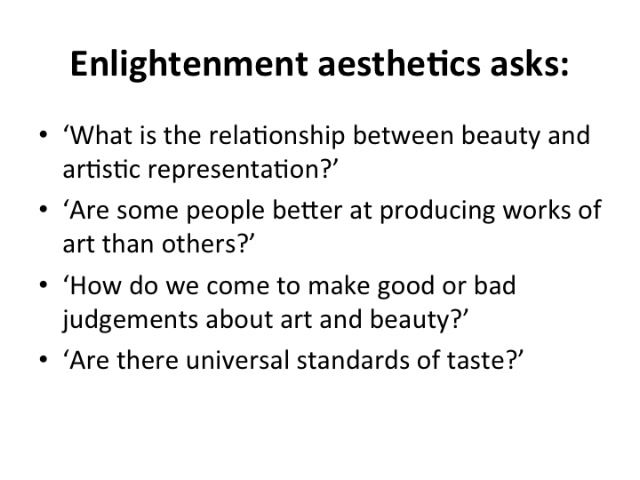 Enlightenment aesthetics asks:
• ‘What is the relationship between beauty and
artistic representation?’
• ‘Are some people better at producing works of
art than others?’
• ‘How do we come to make good or bad
judgements about art and beauty?’
• ‘Are there universal standards of taste?’